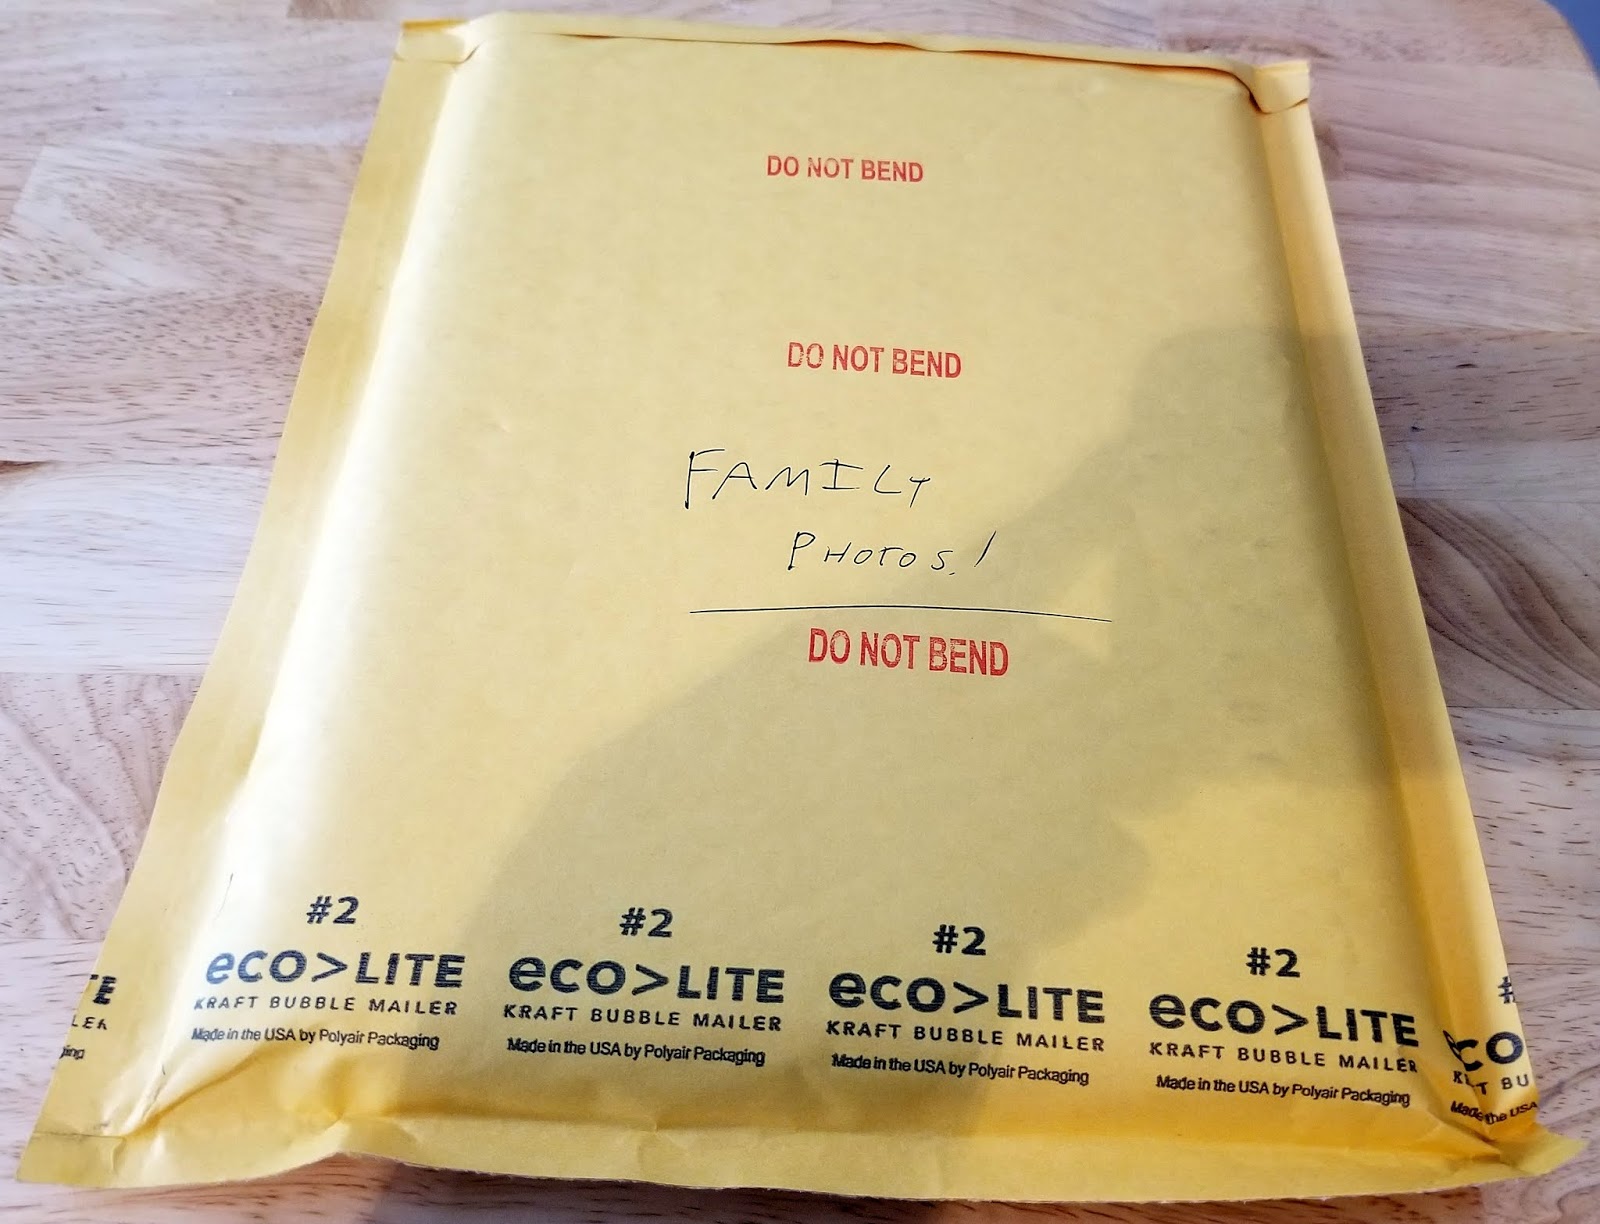 DO NOT BEND
DO NOT BEND
FAMILY
PHOTOS!
DO NOT BEND
#2
eco>LITE
KRAFT BUBBLE MAILER
Made in the USA by Polyair Packaging
#2
eco>LITE
KRAFT BUBBLE MAILER
Made in the USA by Polyair Packaging
#2
eco>LITE
KRAFT BUBBLE MAILER
Made in the USA by Polyair Packaging
#2
eco>LITE
KRAFT BUBBLE MAILER
Made in the USA by Polyair Packaging
Made the USA